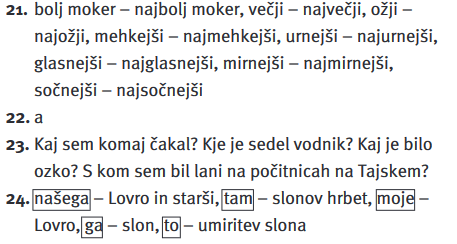 21. bolj moker – najbolj moker, večji – največji, ožji –
najožji, mehkejši – najmehkejši, urnejši – najurnejši,
glasnejši – najglasnejši, mirnejši – najmirnejši,
sočnejši – najsočnejši
22. a
23. Kaj sem komaj čakal? Kje je sedel vodnik? Kaj je bilo
ozko? S kom sem bil lani na počitnicah na Tajskem?
24. našega – Lovro in starši, tam – slonov hrbet, moje –
Lovro, ga – slon, to – umiritev slona